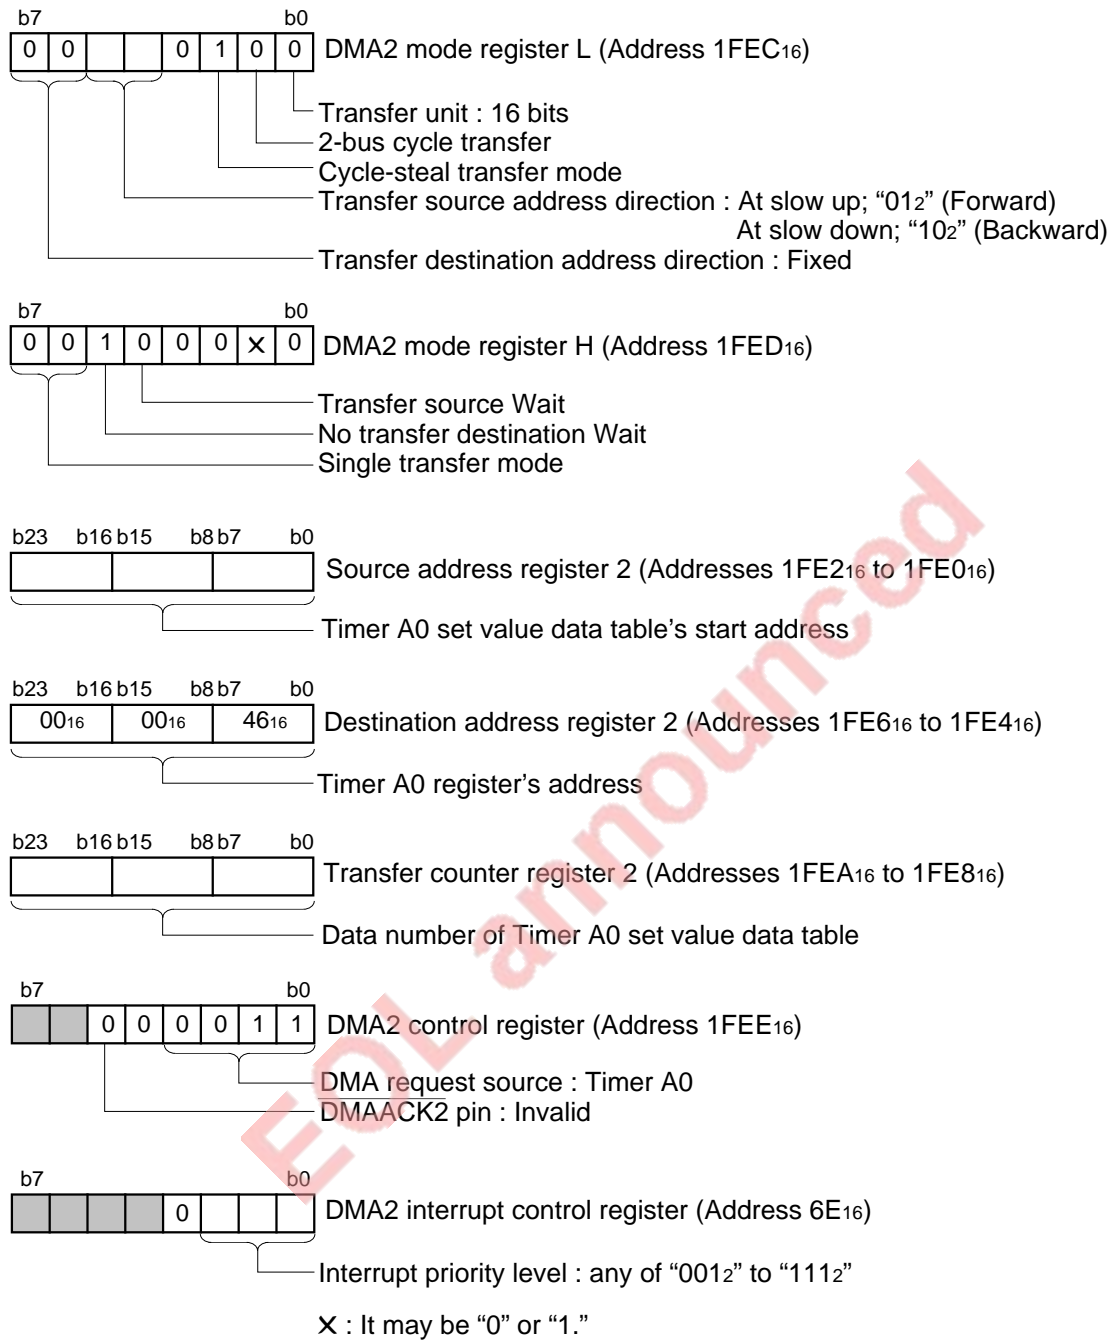 b7 b0
0 0 0 1 0 0 DMA2 mode register L (Address 1FEC16)
Transfer unit : 16 bits
2-bus cycle transfer
Cycle-steal transfer mode
Transfer source address direction : At slow up; “012” (Forward)
At slow down; “102” (Backward)
Transfer destination address direction : Fixed
b7 b0
0 0 1 0 0 0 × 0 DMA2 mode register H (Address 1FED16)
Transfer source Wait
No transfer destination Wait
Single transfer mode
b23 b16 b15 b8 b7 b0
Source address register 2 (Addresses 1FE216 to 1FE016)
Timer A0 set value data table’s start address
b23 b16 b15 b8 b7 b0
0016 0016 4616 Destination address register 2 (Addresses 1FE616 to 1FE416)
Timer A0 register’s address
b23 b16 b15 b8 b7 b0
Transfer counter register 2 (Addresses 1FEA16 to 1FE816)
Data number of Timer A0 set value data table
b7 b0
0 0 0 0 1 1 DMA2 control register (Address 1FEE16)
DMA request source : Timer A0
DMAACK2 pin : Invalid
b7 b0
0 DMA2 interrupt control register (Address 6E16)
Interrupt priority level : any of “0012” to “1112”
× : It may be “0” or “1.”
EOL announced